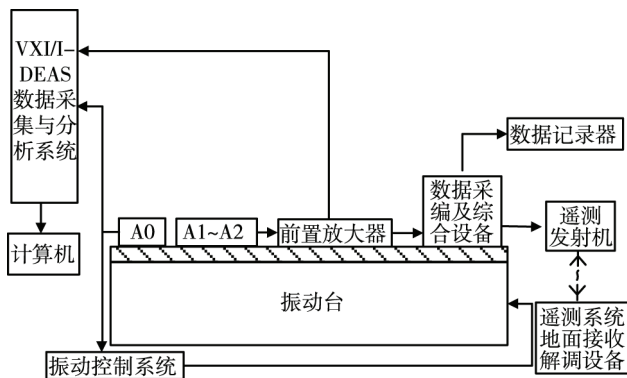 VXI/I-
DEAS
数据采
集与分
析系统
计算机
A0
A1~A2
前置放大器
数据采
编及综
合设备
数据记录器
遥测
发射机
振动台
遥测系统
地面接收
解调设备
振动控制系统